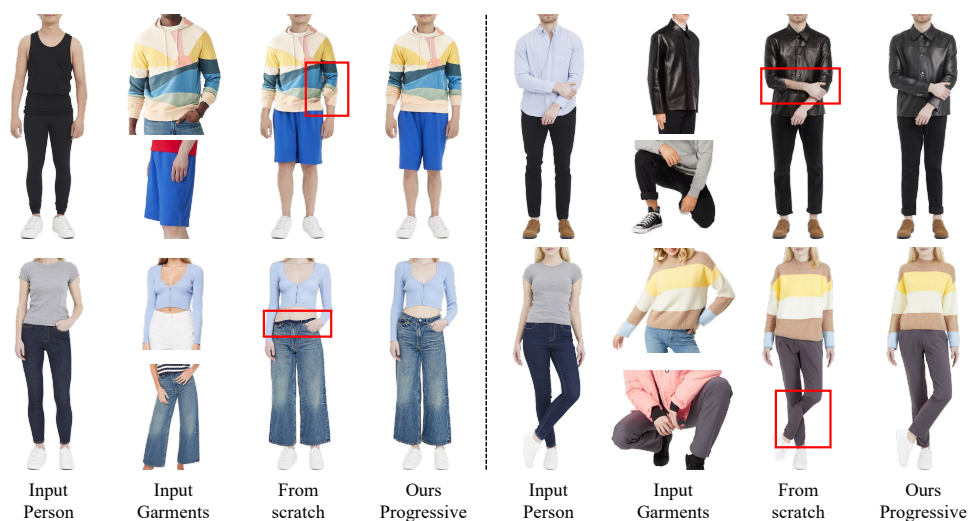 Input Person
Input Garments
From scratch
Ours Progressive
Input Person
Input Garments
From scratch
Ours Progressive